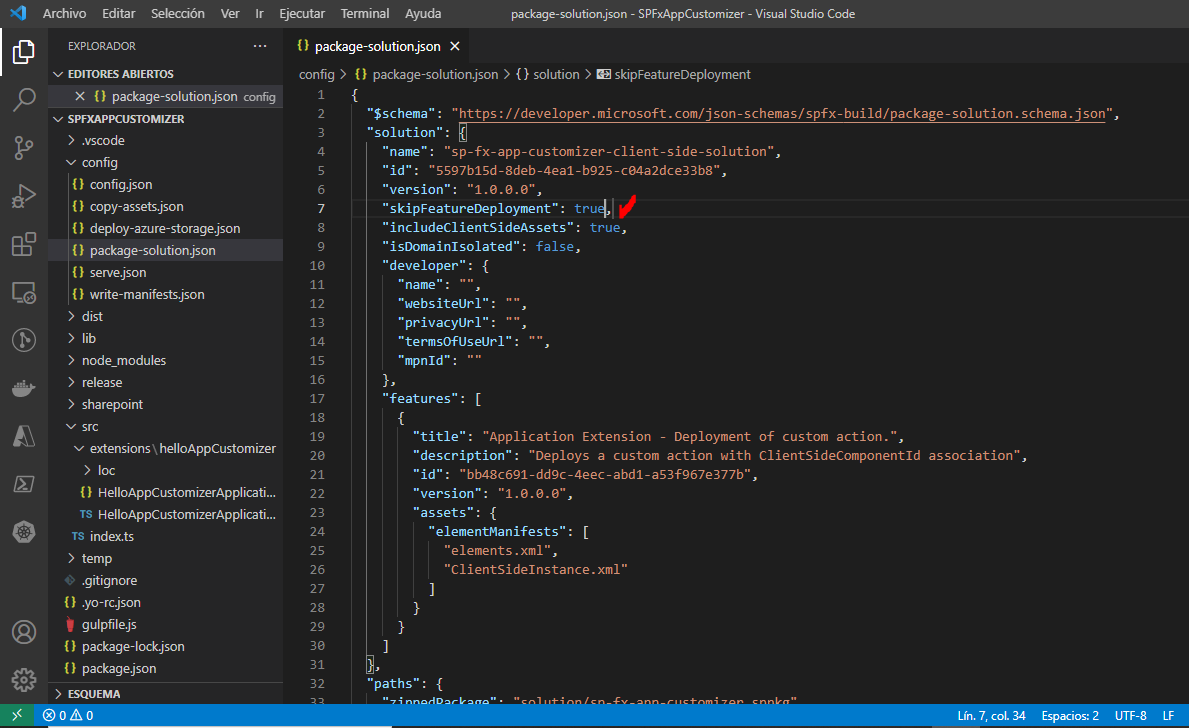 Archivo Editar Selección Ver Ir Ejecutar Terminal Ayuda package-solution.json - SPFxAppCustomizer - Visual Studio Code
EXPLORADOR ···
EDITORES ABIERTOS
package-solution.json config
SPFXAPPCUSTOMIZER
.vscode
config
{} config.json
{} copy-assets.json
{} deploy-azure-storage.json
{} package-solution.json
{} serve.json
{} write-manifests.json
dist
lib
node_modules
release
sharepoint
src
extensions\helloAppCustomizer
loc
{} HelloAppCustomizerApplicati...
TS HelloAppCustomizerApplicati...
TS index.ts
temp
.gitignore
{} .yo-rc.json
gulpfile.js
{} package-lock.json
{} package.json
ESQUEMA
{} package-solution.json
config > {} package-solution.json > {} solution > skipFeatureDeployment
1 {
2 "$schema": "https://developer.microsoft.com/json-schemas/spfx-build/package-solution.schema.json",
3 "solution": {
4 "name": "sp-fx-app-customizer-client-side-solution",
5 "id": "5597b15d-8deb-4ea1-b925-c04a2dce33b8",
6 "version": "1.0.0.0",
7 "skipFeatureDeployment": true,
8 "includeClientSideAssets": true,
9 "isDomainIsolated": false,
10 "developer": {
11 "name": "",
12 "websiteUrl": "",
13 "privacyUrl": "",
14 "termsOfUseUrl": "",
15 "mpnId": ""
16 },
17 "features": [
18 {
19 "title": "Application Extension - Deployment of custom action.",
20 "description": "Deploys a custom action with ClientSideComponentId association",
21 "id": "bb48c691-dd9c-4eec-abd1-a53f967e377b",
22 "version": "1.0.0.0",
23 "assets": {
24 "elementManifests": [
25 "elements.xml",
26 "ClientSideInstance.xml"
27 ]
28 }
29 }
30 ]
31 },
32 "paths": {
33 "zippedPackage": "solution/sp-fx-app-customizer.sppkg"
0 0 Lín. 7, col. 34 Espacios: 2 UTF-8 LF